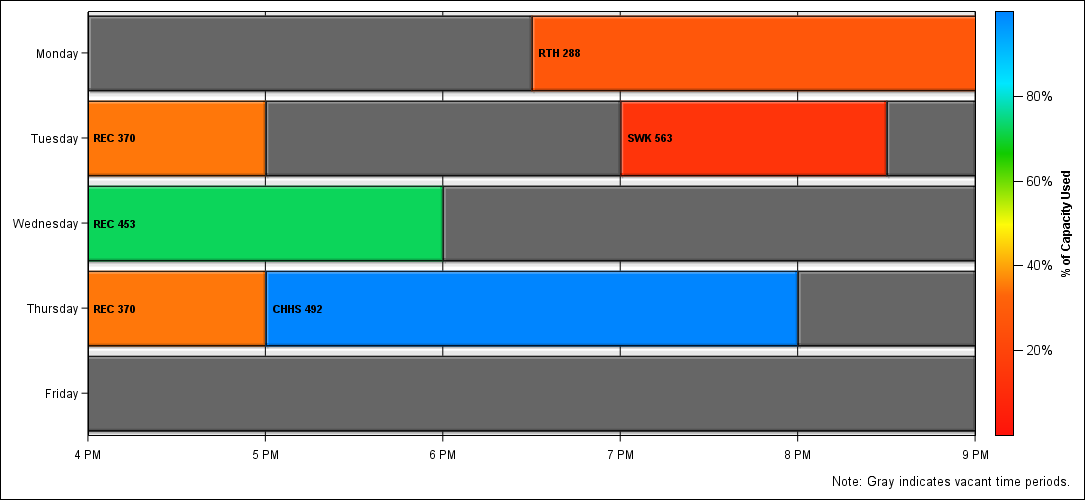 Monday
RTH 288
Tuesday
REC 370
SWK 563
Wednesday
REC 453
Thursday
REC 370
CHHS 492
Friday
4 PM
5 PM
6 PM
7 PM
8 PM
9 PM
80%
60%
40%
20%
% of Capacity Used
Note: Gray indicates vacant time periods.